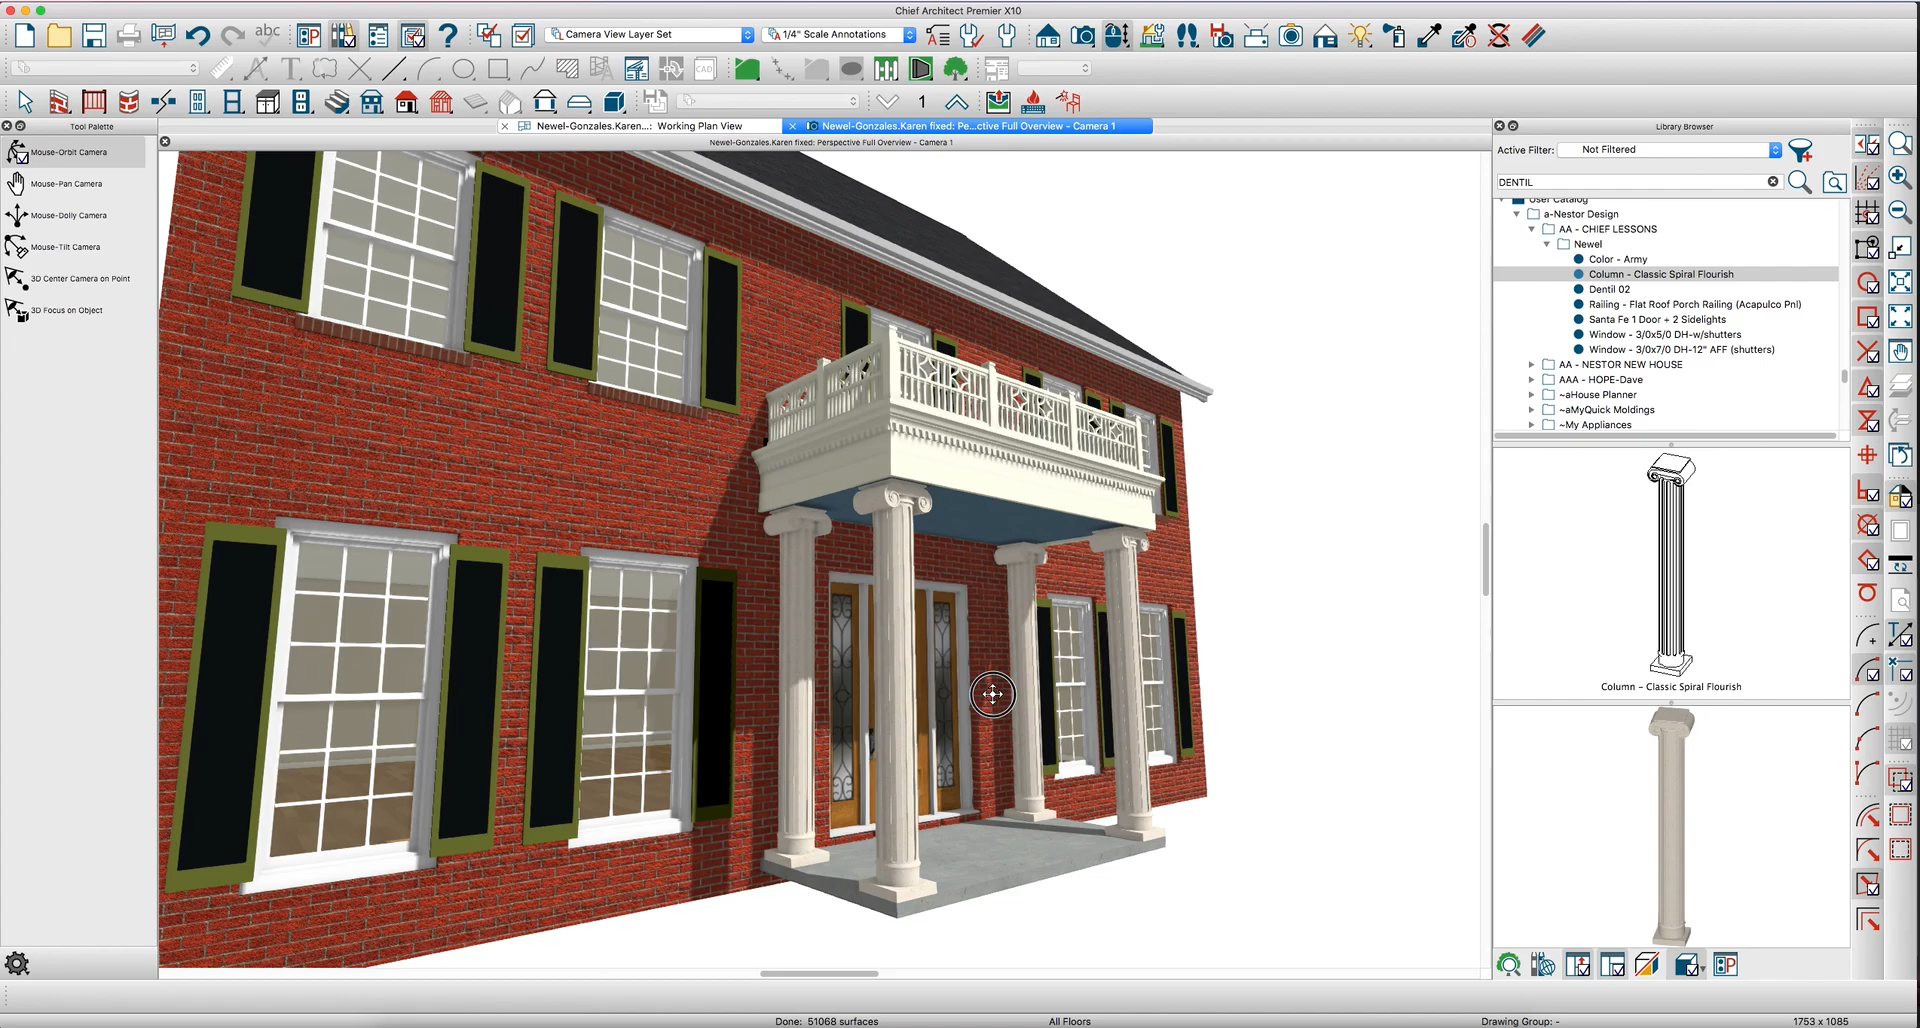 Chief Architect Premier X10
abc
Camera View Layer Set
1/4" Scale Annotations
CAD
1
Tool Palette
Newel-Gonzales.Karen...: Working Plan View
Newel-Gonzales.Karen fixed: Pe...ctive Full Overview - Camera 1
Library Browser
Newel-Gonzales.Karen fixed: Perspective Full Overview - Camera 1
Mouse-Orbit Camera
Mouse-Pan Camera
Mouse-Dolly Camera
Mouse-Tilt Camera
3D Center Camera on Point
3D Focus on Object
Active Filter:
Not Filtered
DENTIL
User Catalog
a-Nestor Design
AA - CHIEF LESSONS
Newel
Color - Army
Column - Classic Spiral Flourish
Dentil 02
Railing - Flat Roof Porch Railing (Acapulco Pnl)
Santa Fe 1 Door + 2 Sidelights
Window - 3/0x5/0 DH-w/shutters
Window - 3/0x7/0 DH-12" AFF (shutters)
AA - NESTOR NEW HOUSE
AAA - HOPE-Dave
~aHouse Planner
~aMyQuick Moldings
~My Appliances
Column - Classic Spiral Flourish
Done: 51068 surfaces
All Floors
Drawing Group: -
1753 x 1085